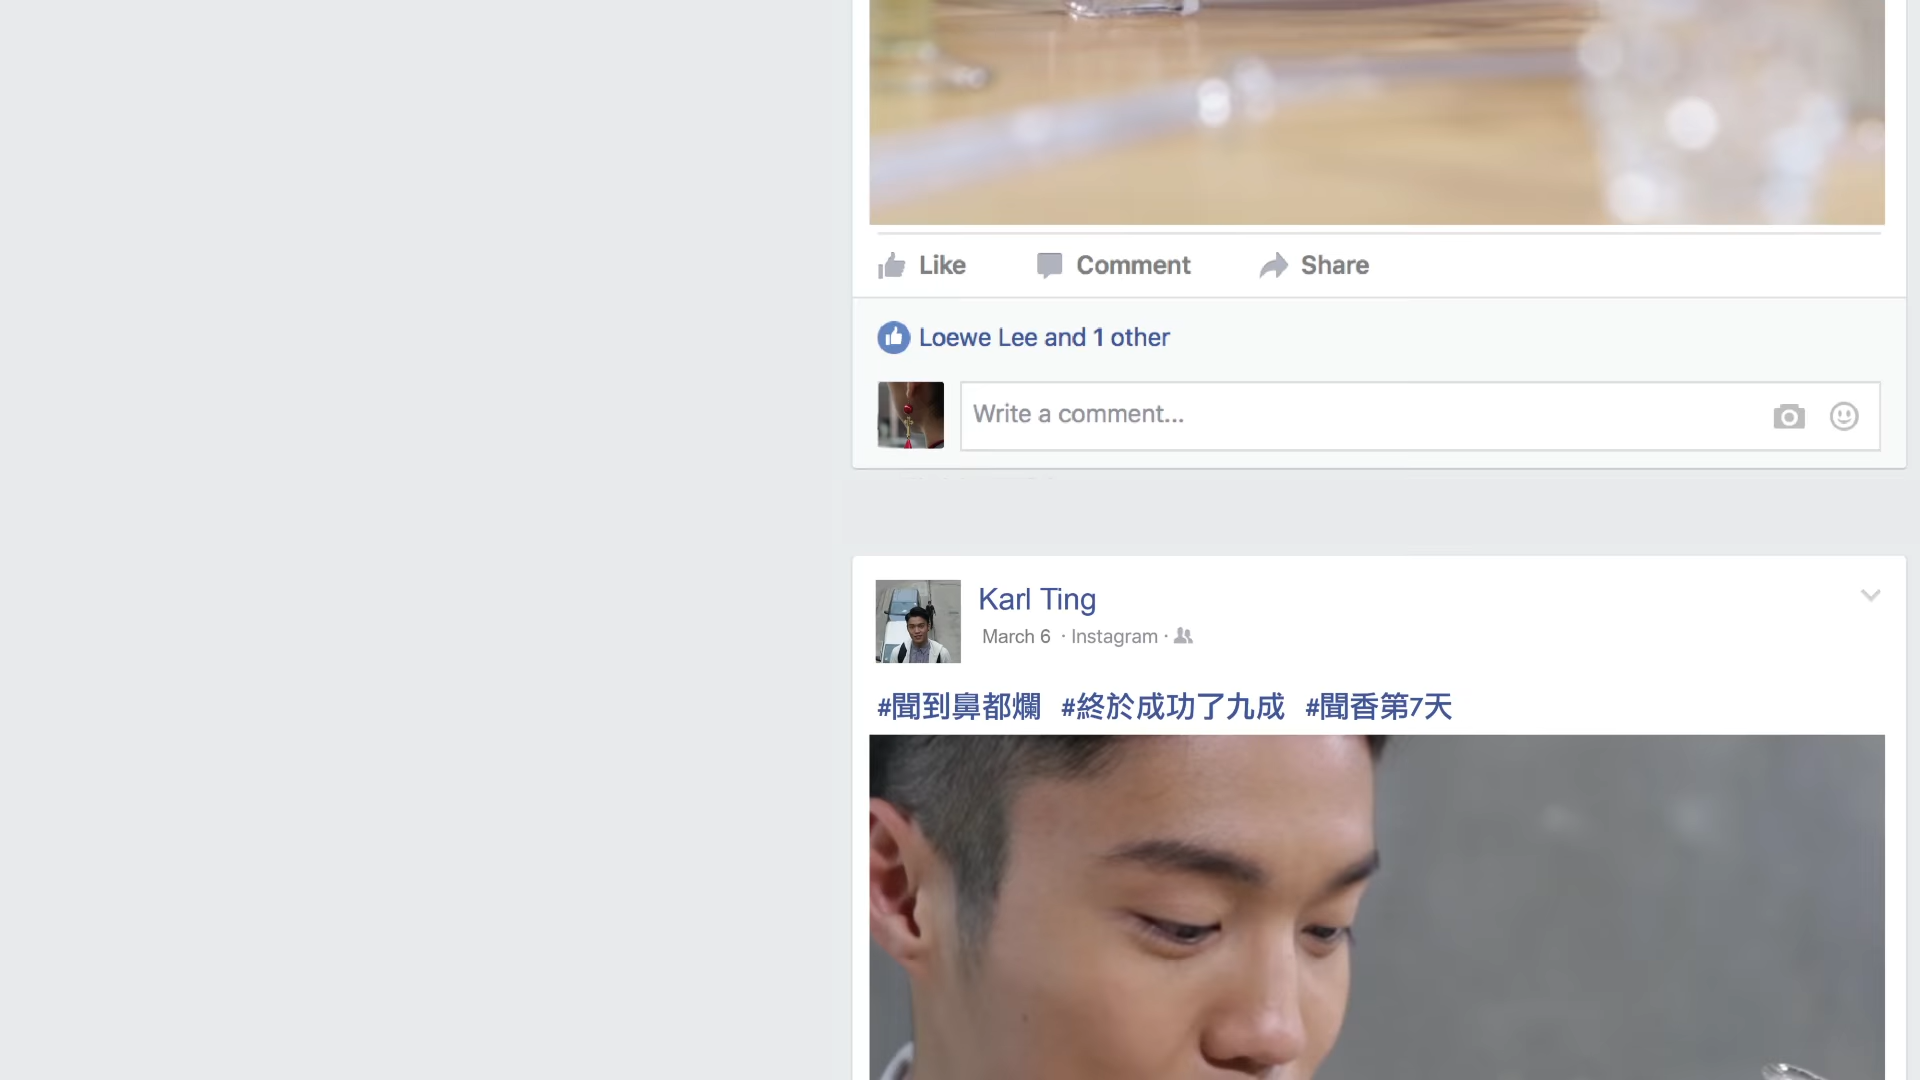 Like Comment Share
Loewe Lee and 1 other
Write a comment...
Karl Ting
March 6 · Instagram ·
#聞到鼻都爛 #終於成功了九成 #聞香第7天